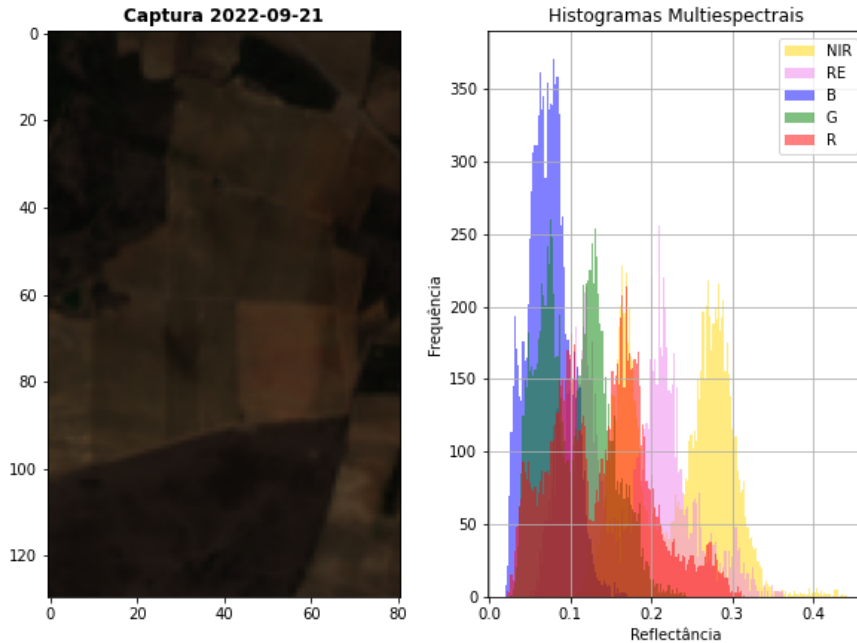 Captura 2022-09-21
0
20
40
60
80
100
120
0
20
40
60
80
Histogramas Multiespectrais
Frequência
350
300
250
200
150
100
50
0
NIR
RE
B
G
R
0.0
0.1
0.2
0.3
0.4
Reflectância